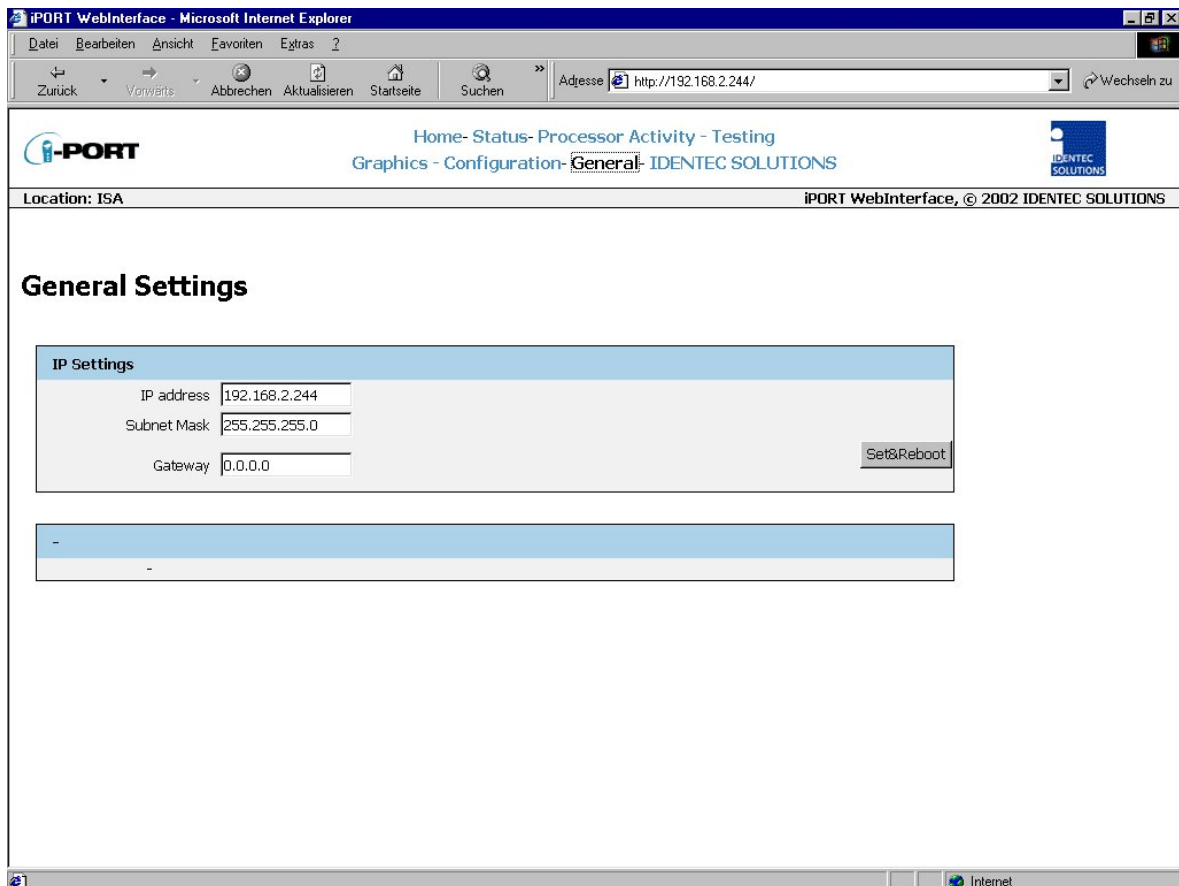 iPORT WebInterface - Microsoft Internet Explorer
Datei Bearbeiten Ansicht Favoriten Extras ?
Zurück Vorwärts Abbrechen Aktualisieren Startseite Suchen » Adresse http://192.168.2.244/ Wechseln zu
i-PORT
Home- Status- Processor Activity - Testing
Graphics - Configuration- General- IDENTEC SOLUTIONS
IDENTEC
SOLUTIONS
Location: ISA iPORT WebInterface, © 2002 IDENTEC SOLUTIONS
General Settings
IP Settings
IP address 192.168.2.244
Subnet Mask 255.255.255.0
Gateway 0.0.0.0
Set&Reboot
-
-
Internet